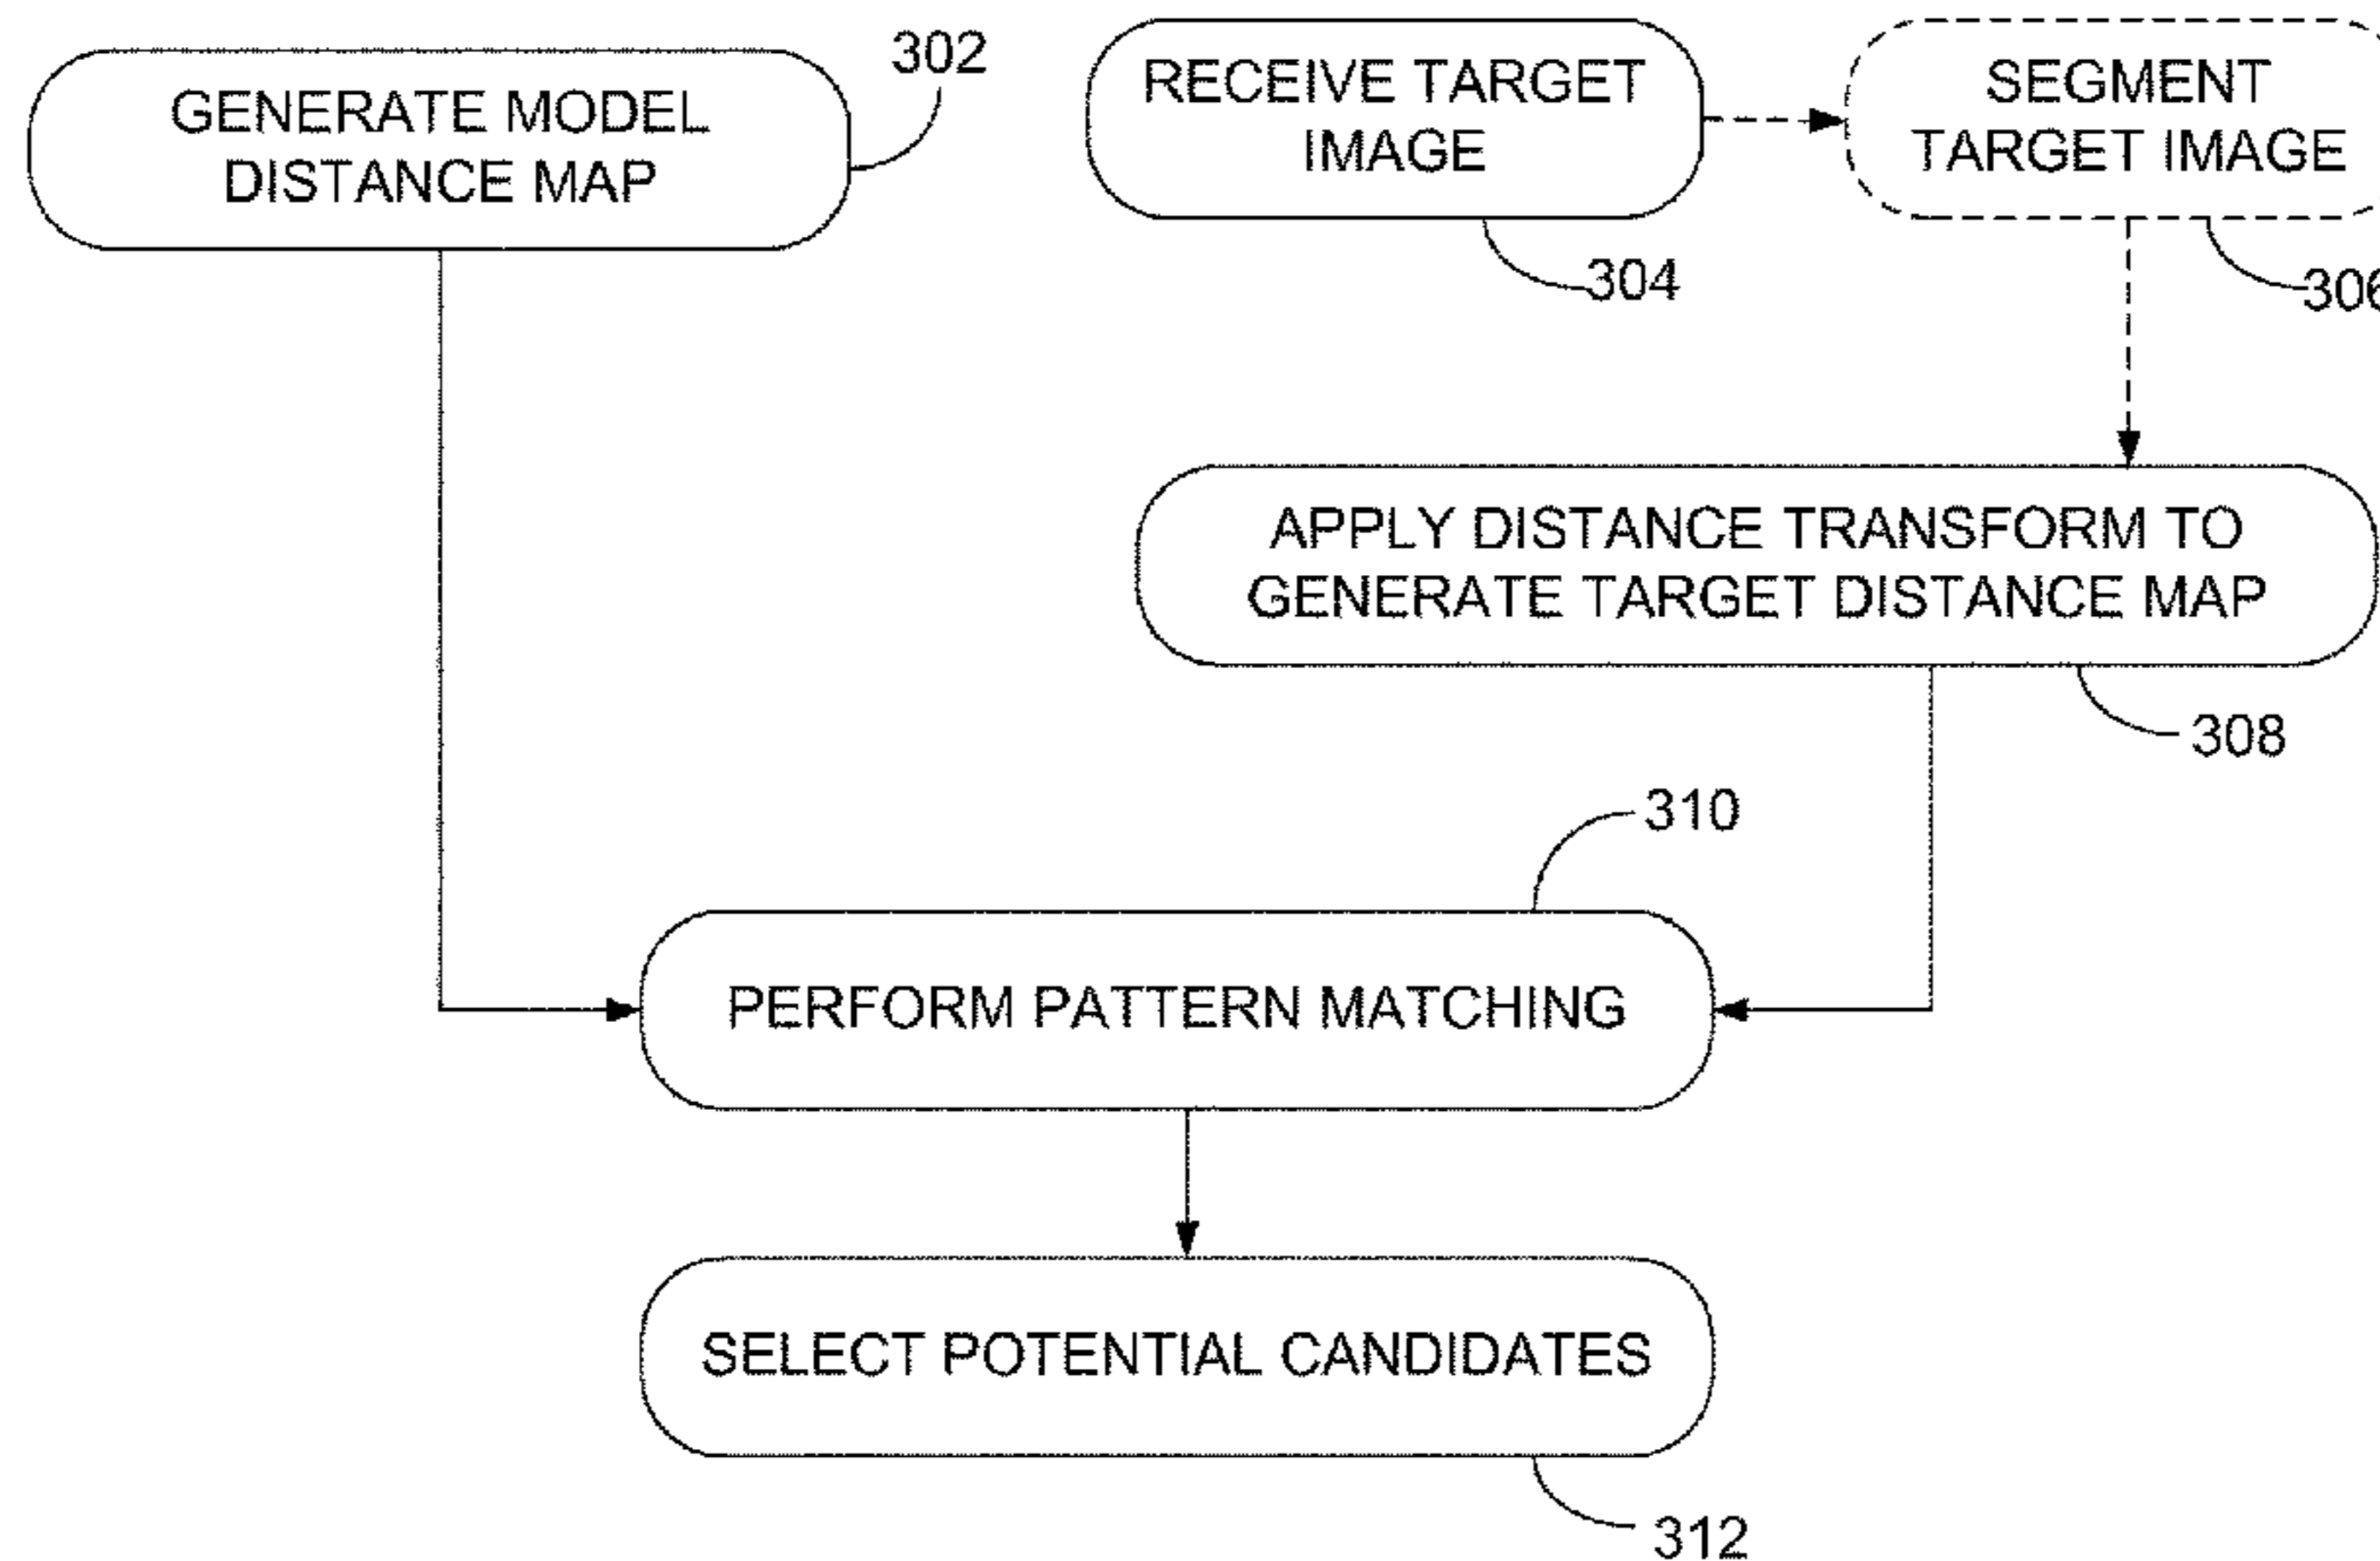 302
GENERATE MODEL
DISTANCE MAP
RECEIVE TARGET
IMAGE
304
SEGMENT
TARGET IMAGE
306
APPLY DISTANCE TRANSFORM TO
GENERATE TARGET DISTANCE MAP
308
310
PERFORM PATTERN MATCHING
SELECT POTENTIAL CANDIDATES
312